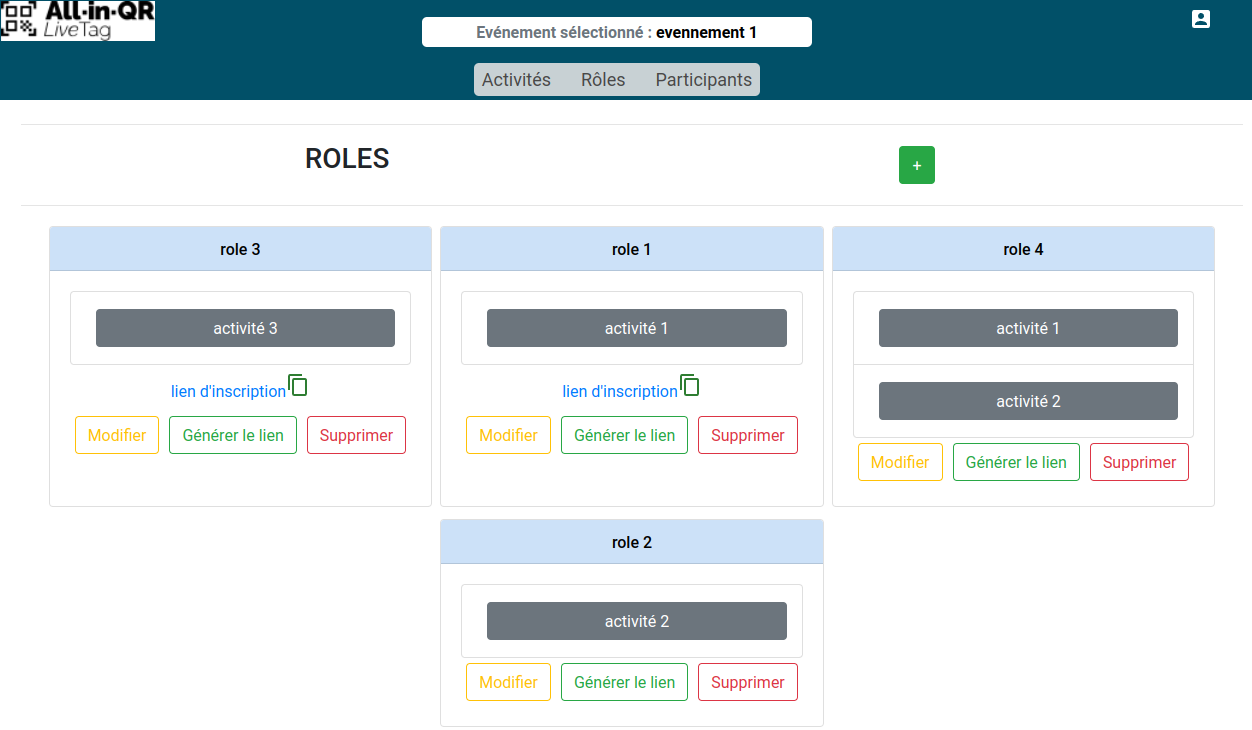 All·in·QR
LiveTag
Evénement sélectionné : evennement 1
Activités Rôles Participants
ROLES
+
role 3
activité 3
lien d'inscription
Modifier Générer le lien Supprimer
role 1
activité 1
lien d'inscription
Modifier Générer le lien Supprimer
role 4
activité 1
activité 2
Modifier Générer le lien Supprimer
role 2
activité 2
Modifier Générer le lien Supprimer